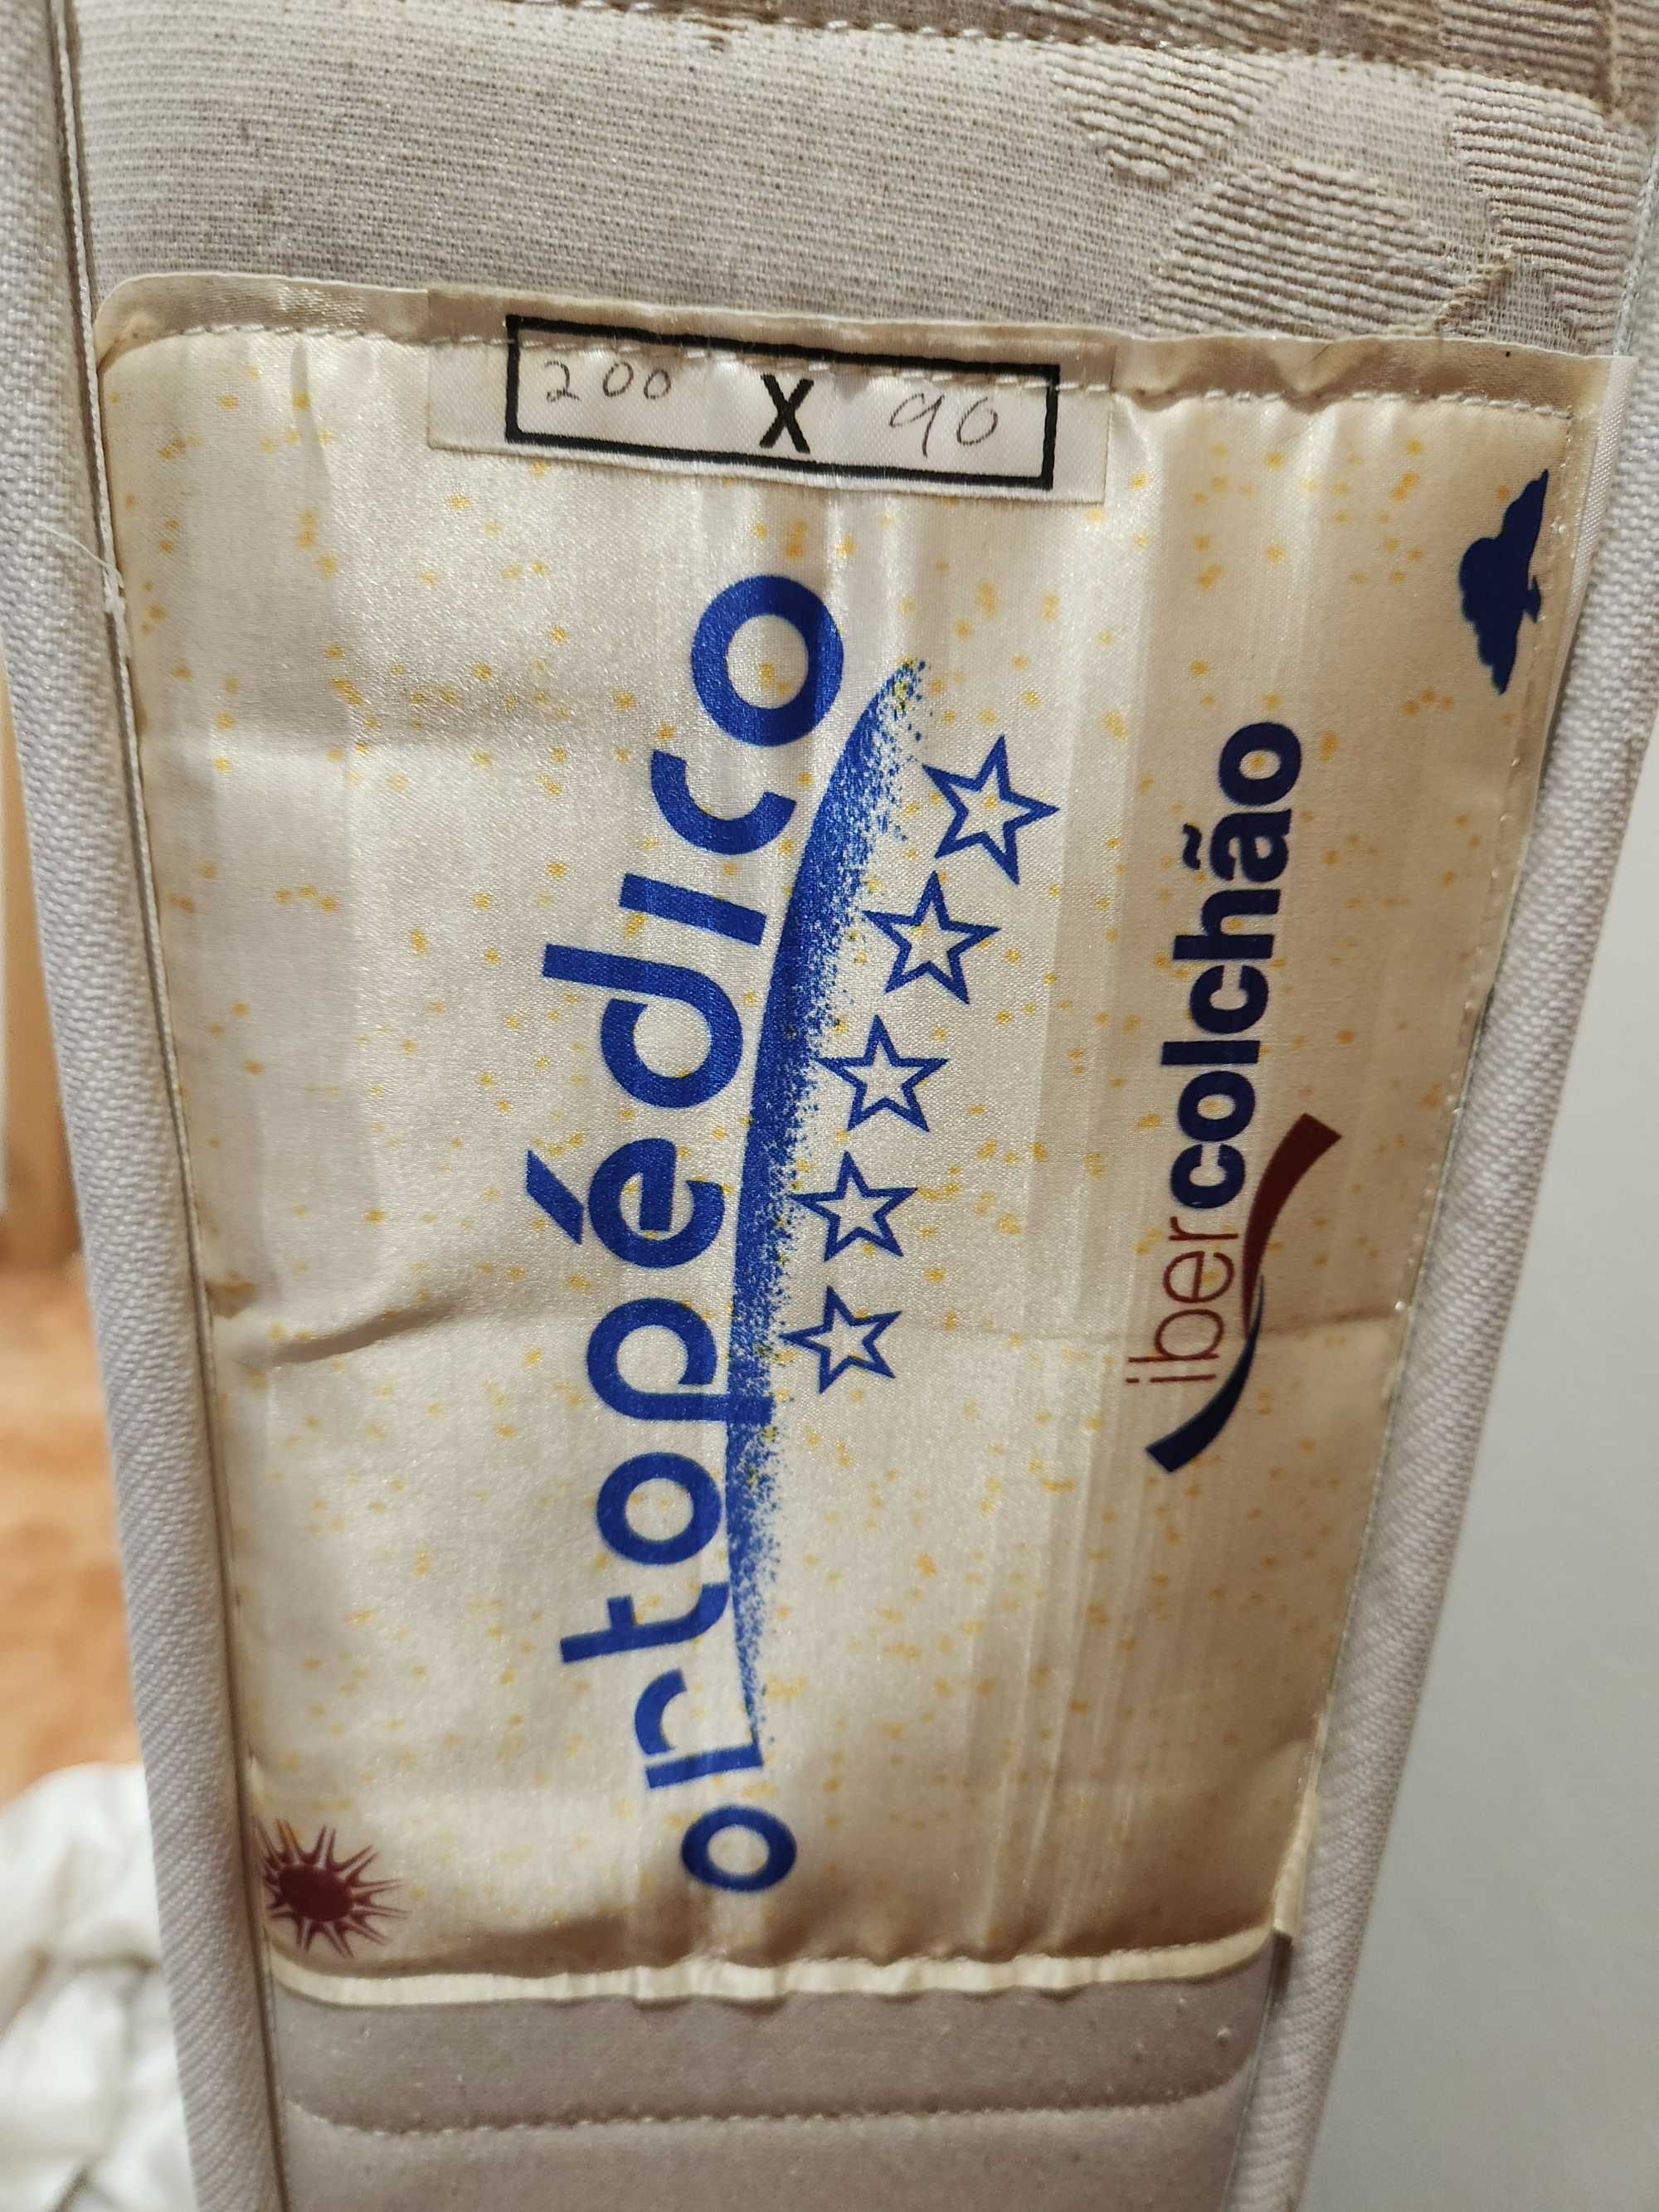 200 X 90
ortopédico
ibercolchão